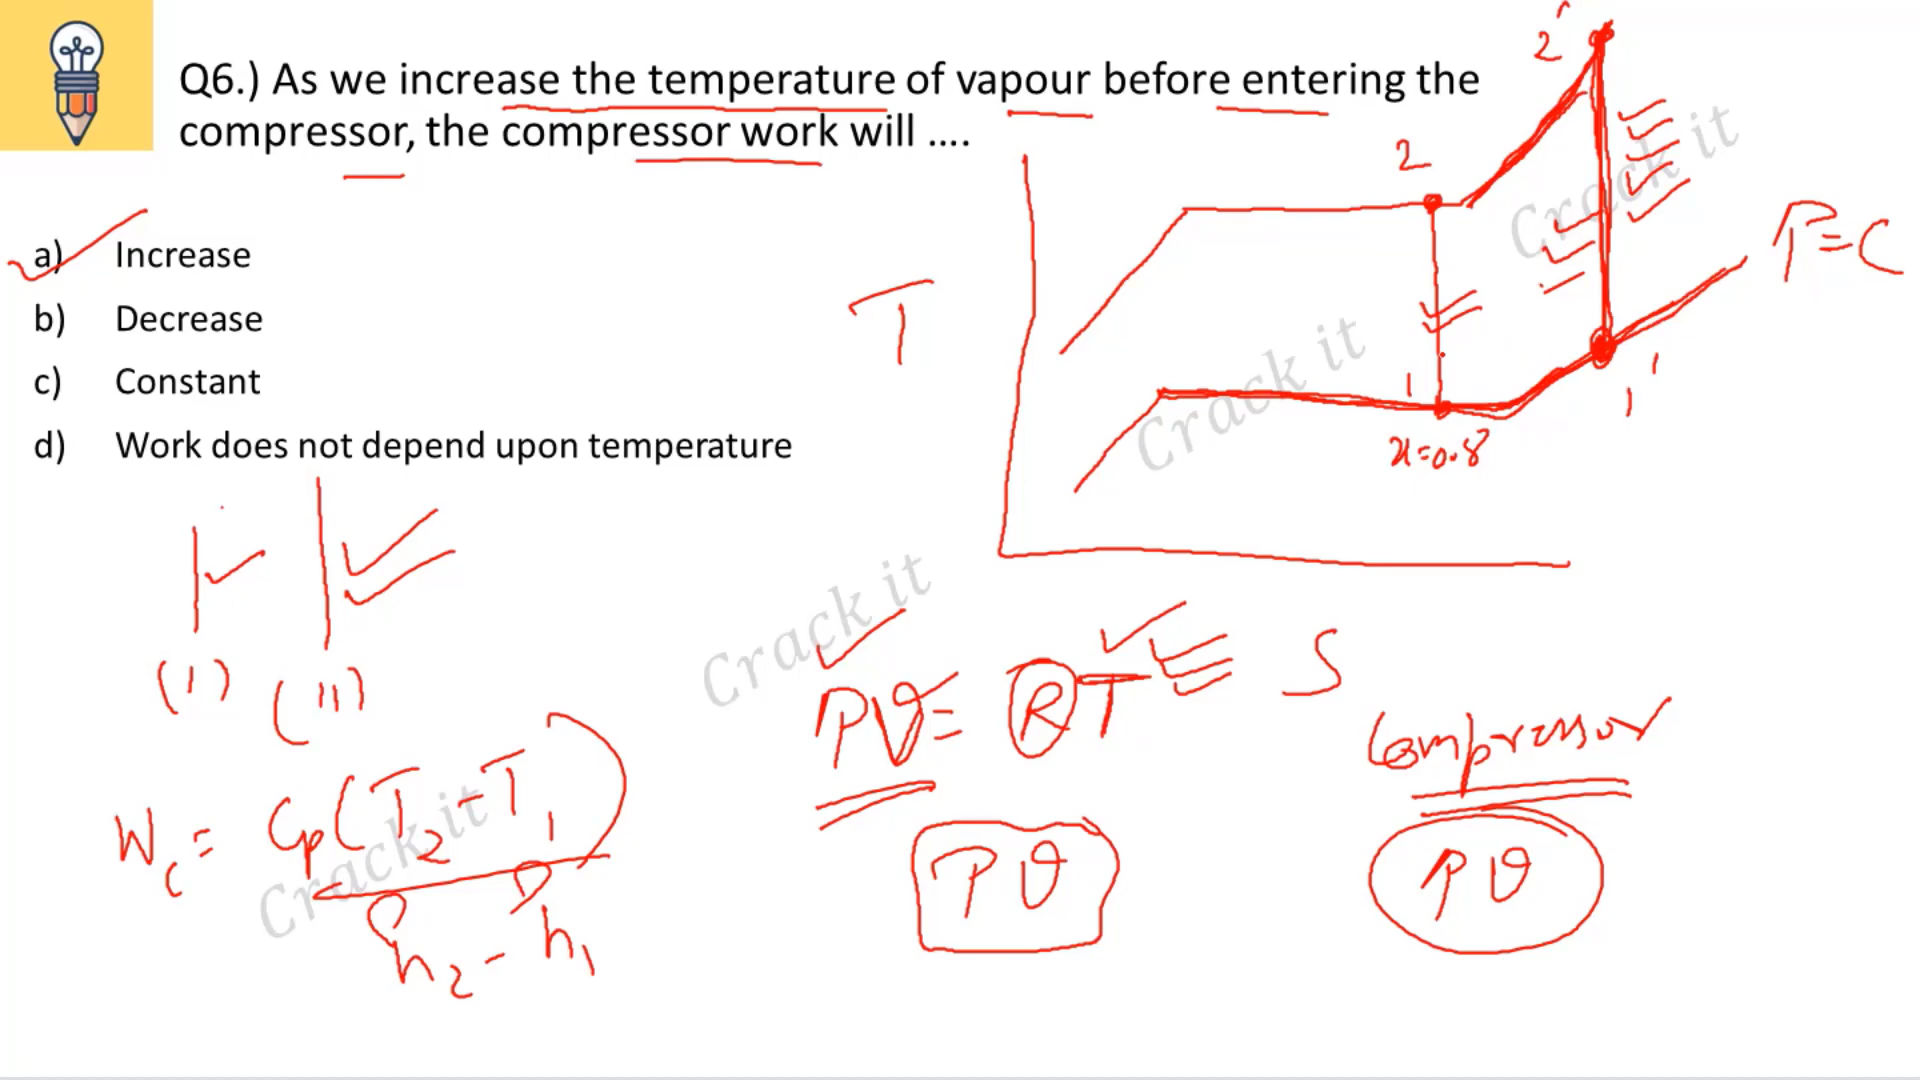 Q6.) As we increase the temperature of vapour before entering the
compressor, the compressor work will ....
a) Increase
b) Decrease
c) Constant
d) Work does not depend upon temperature
2'
2
P=C
T
1
1'
1
x=0.8
Crack it
Crack it
Crack it
Crack it
(I) (II)
PV= RT S
Compressor
Wc = Cp(T2-T1)
h2-h1
PV
PV